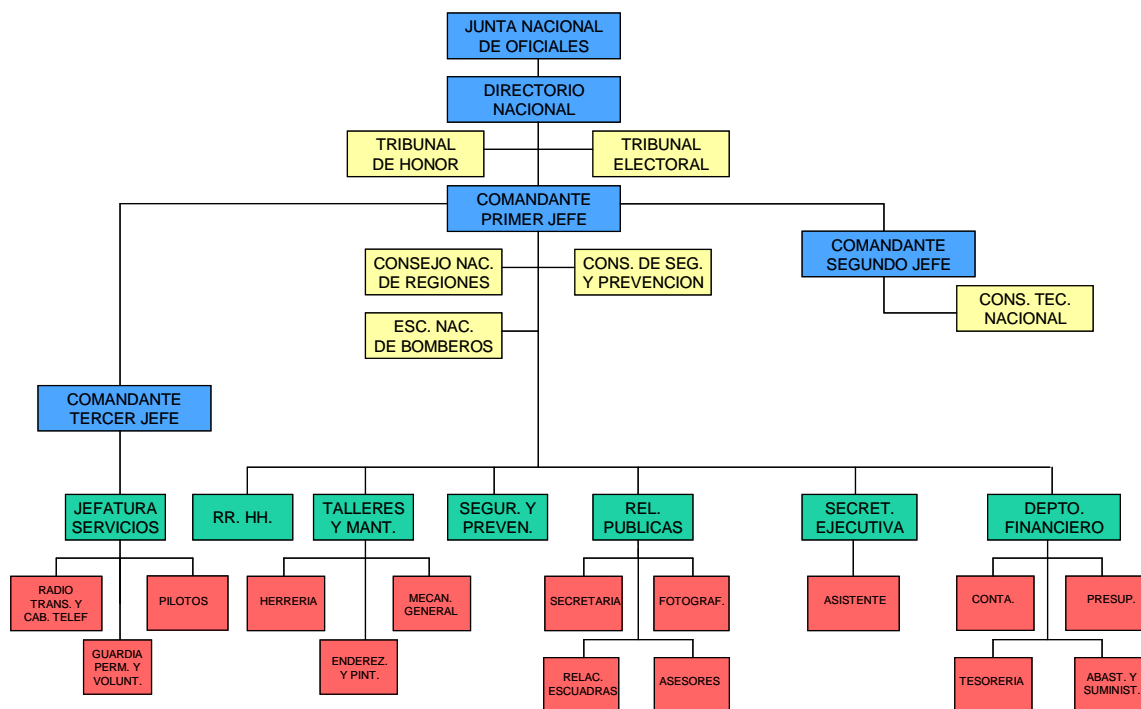 JUNTA NACIONAL
DE OFICIALES
DIRECTORIO
NACIONAL
TRIBUNAL
DE HONOR
TRIBUNAL
ELECTORAL
COMANDANTE
PRIMER JEFE
COMANDANTE
SEGUNDO JEFE
CONSEJO NAC.
DE REGIONES
CONS. DE SEG.
Y PREVENCION
CONS. TEC.
NACIONAL
ESC. NAC.
DE BOMBEROS
COMANDANTE
TERCER JEFE
JEFATURA
SERVICIOS
RR. HH.
TALLERES
Y MANT.
SEGUR. Y
PREVEN.
REL.
PUBLICAS
SECRET.
EJECUTIVA
DEPTO.
FINANCIERO
RADIO
TRANS. Y
CAB. TELEF
PILOTOS
HERRERIA
MECAN.
GENERAL
SECRETARIA
FOTOGRAF.
ASISTENTE
CONTA.
PRESUP.
GUARDIA
PERM. Y
VOLUNT.
ENDEREZ.
Y PINT.
RELAC.
ESCUADRAS
ASESORES
TESORERIA
ABAST. Y
SUMINIST.